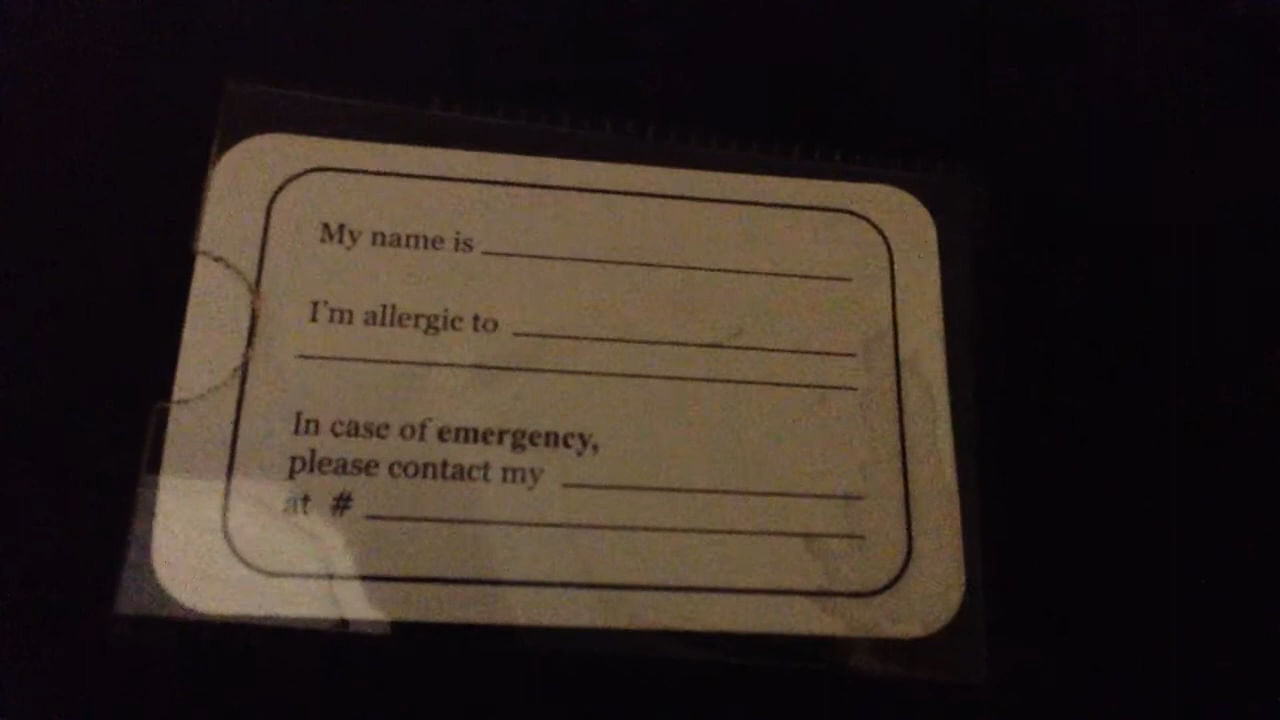 My name is
I'm allergic to
In case of emergency,
please contact my
at #